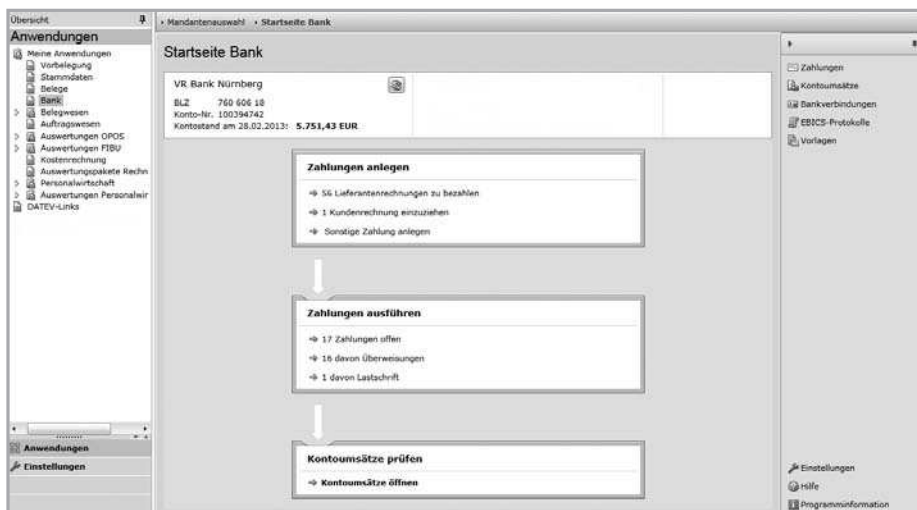 Übersicht
Anwendungen
Meine Anwendungen
Vorbelegung
Stammdaten
Belege
Bank
Belegwesen
Auftragswesen
Auswertungen OPOS
Auswertungen FIBU
Kostenrechnung
Auswertungspakete Rechn
Personalwirtschaft
Auswertungen Personalwir
DATEV-Links
Anwendungen
Einstellungen
Mandantenauswahl Startseite Bank
Startseite Bank
VR Bank Nürnberg
BLZ 760 606 18
Konto-Nr. 100394742
Kontostand am 28.02.2013: 5.751,43 EUR
Zahlungen anlegen
56 Lieferantenrechnungen zu bezahlen
1 Kundenrechnung einzuziehen
Sonstige Zahlung anlegen
Zahlungen ausführen
17 Zahlungen offen
16 davon Überweisungen
1 davon Lastschrift
Kontoumsätze prüfen
Kontoumsätze öffnen
Zahlungen
Kontoumsätze
Bankverbindungen
EBICS-Protokolle
Vorlagen
Einstellungen
Hilfe
Programminformation